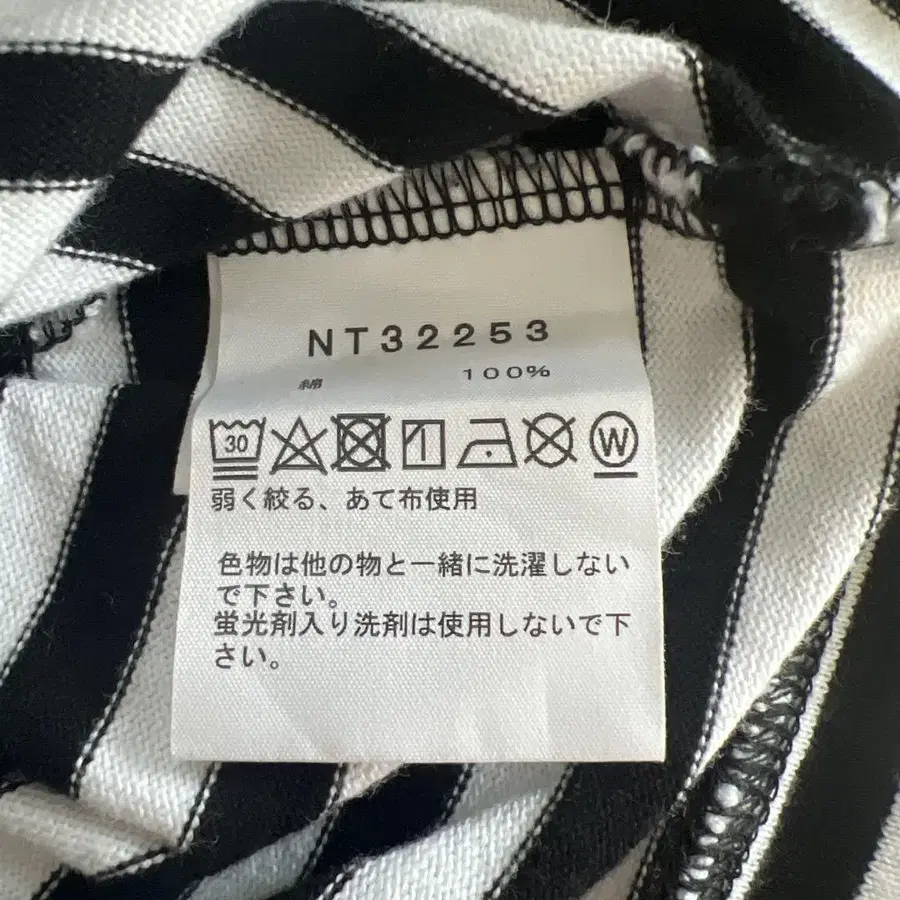 NT32253
綿 100%
30 W
弱く絞る、あて布使用
色物は他の物と一緒に洗濯しない
で下さい。
蛍光剤入り洗剤は使用しないで下
さい。